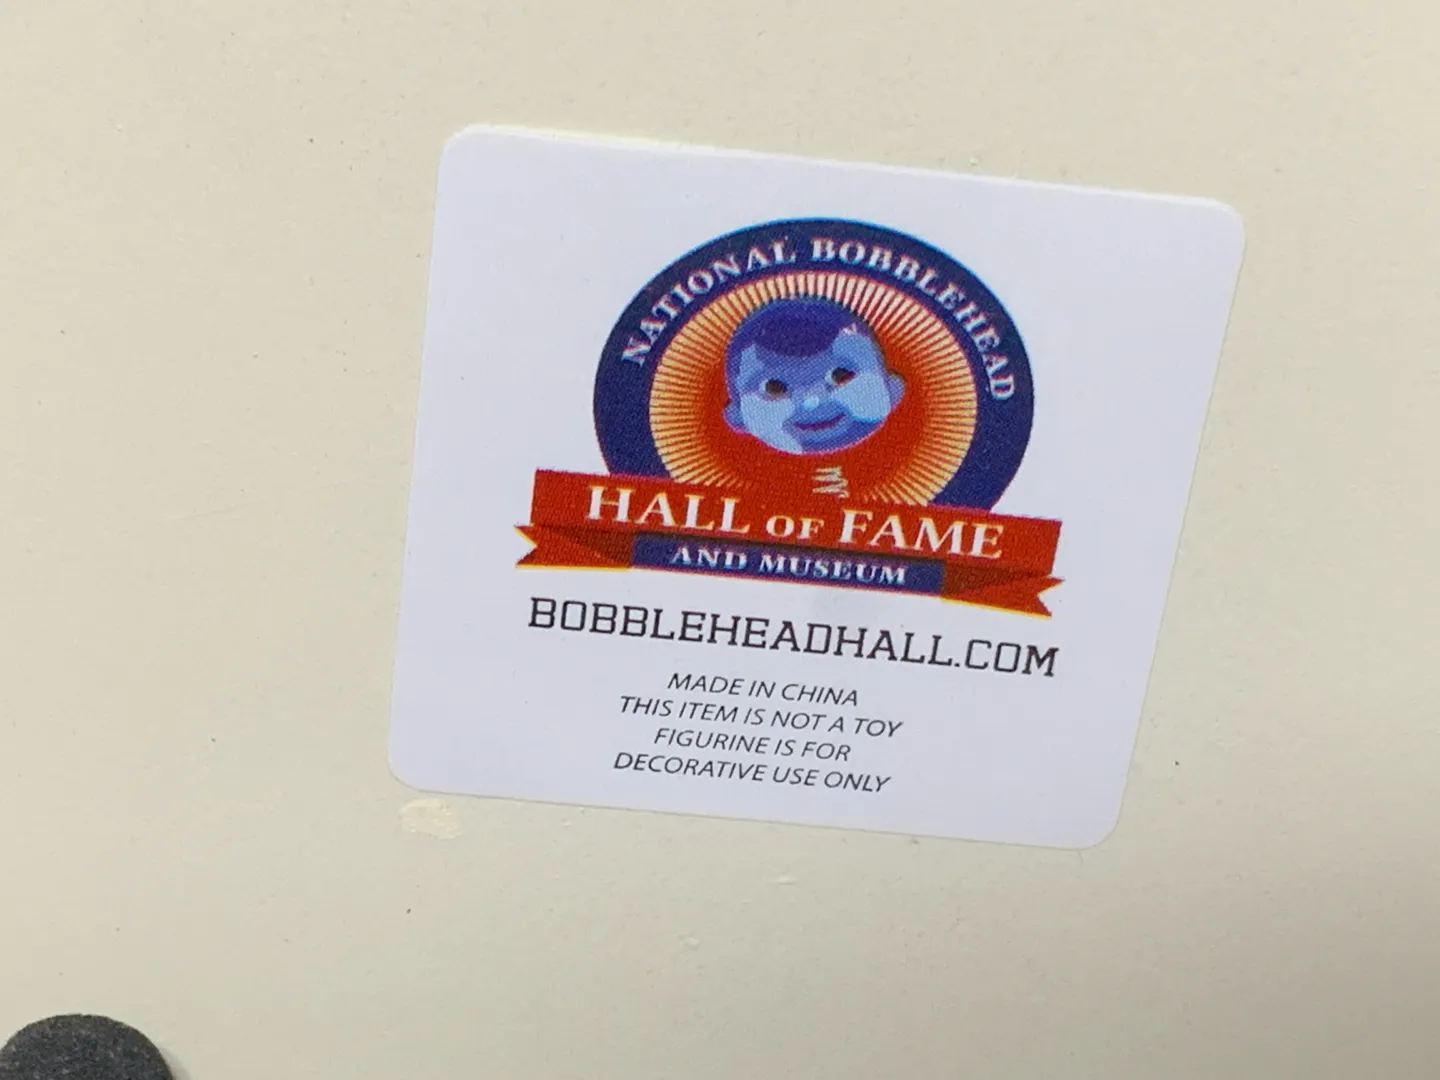 NATIONAL BOBBLEHEAD
HALL OF FAME
AND MUSEUM
BOBBLEHEADHALL.COM
MADE IN CHINA
THIS ITEM IS NOT A TOY
FIGURINE IS FOR
DECORATIVE USE ONLY